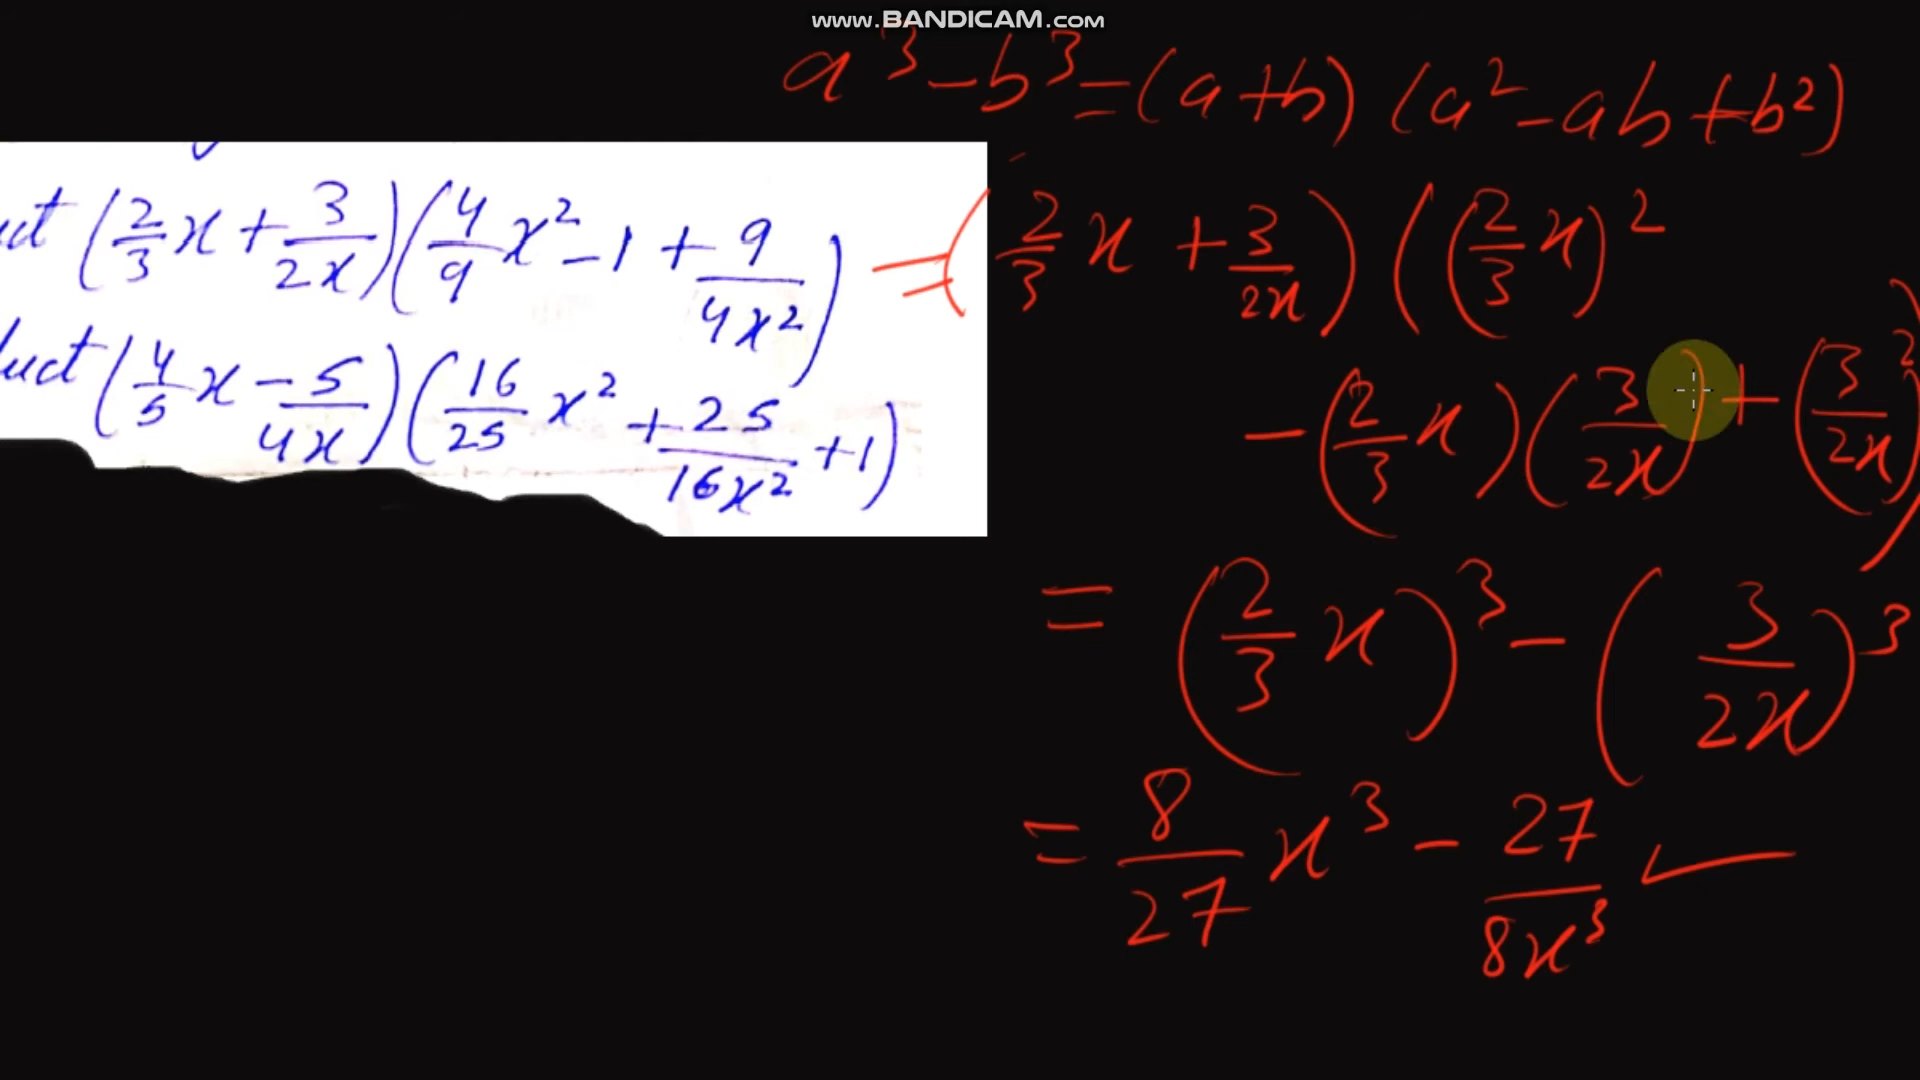 www.BANDICAM.com
a³ - b³ = (a + b) (a² - ab + b²)
(2/3 x + 3/2x)(4/9 x² - 1 + 9/4x²)
= (2/3 x + 3/2x) ((2/3 x)²
- (2/3 x)(3/2x) + (3/2x)²)
(4/5 x - 5/4x)(16/25 x² + 25/16x² + 1)
= (2/3 x)³ - (3/2x)³
= 8/27 x³ - 27/8x³